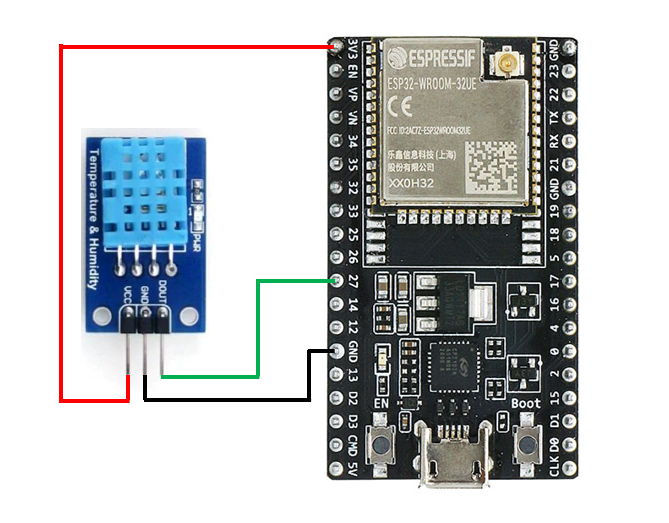 Temperature & Humidity
PWR
VCC
GND
DOUT
ESPRESSIF
ESP32-WROOM-32UE
CE
FCC ID:2AC7Z-ESP32WROOM32UE
乐鑫信息科技 (上海)
股份有限公司
XX0H32
3V3
EN
VP
VN
34
35
32
33
25
26
27
14
12
GND
13
D2
D3
CMD
5V
GND
23
22
TX
RX
21
GND
19
18
5
17
16
4
0
2
15
D1
D0
CLK
EN
Boot